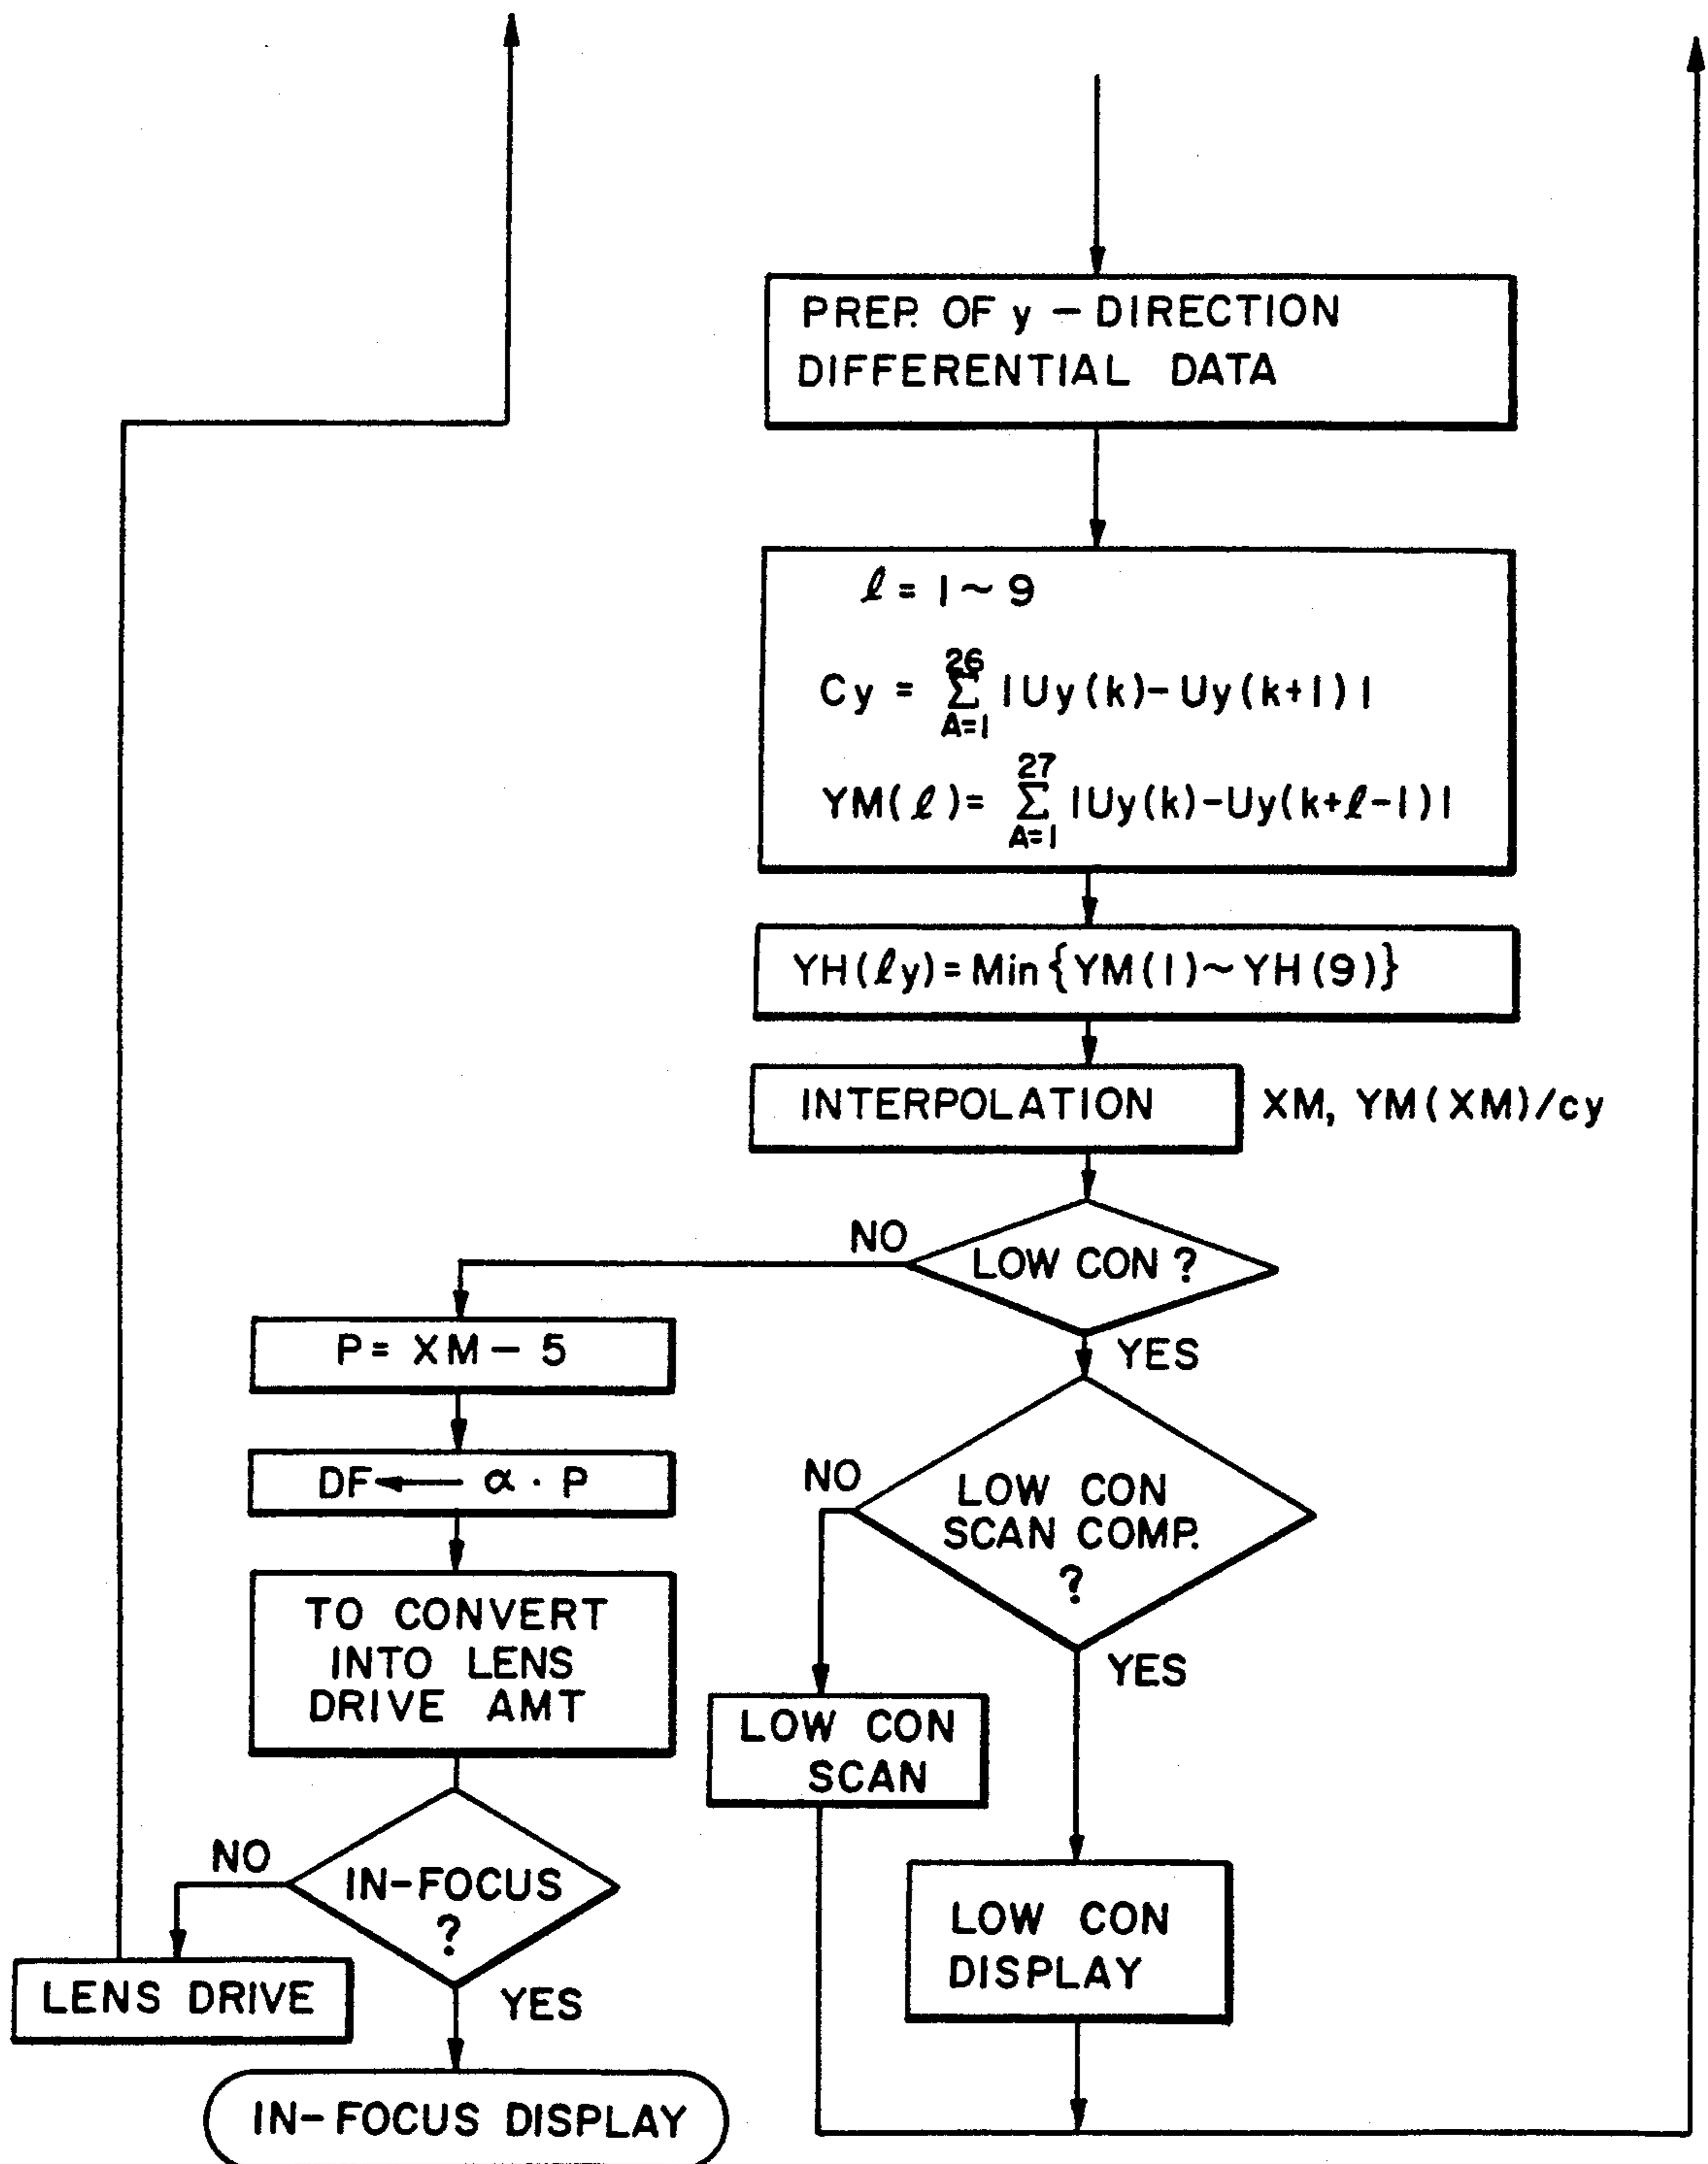 PREP. OF y – DIRECTION
DIFFERENTIAL DATA
ℓ = 1 ~ 9
Cy = 26 Σ A=1 |Uy(k)-Uy(k+1)|
YM(ℓ)= 27 Σ A=1 |Uy(k)-Uy(k+ℓ-1)|
YH(ℓy)=Min{YM(1)~YH(9)}
INTERPOLATION XM, YM(XM)/cy
LOW CON ?
NO
YES
P= XM – 5
DF ← α · P
TO CONVERT
INTO LENS
DRIVE AMT
LOW CON
SCAN COMP.
?
NO
YES
LOW CON
SCAN
LOW CON
DISPLAY
IN-FOCUS
?
NO
YES
LENS DRIVE
IN-FOCUS DISPLAY